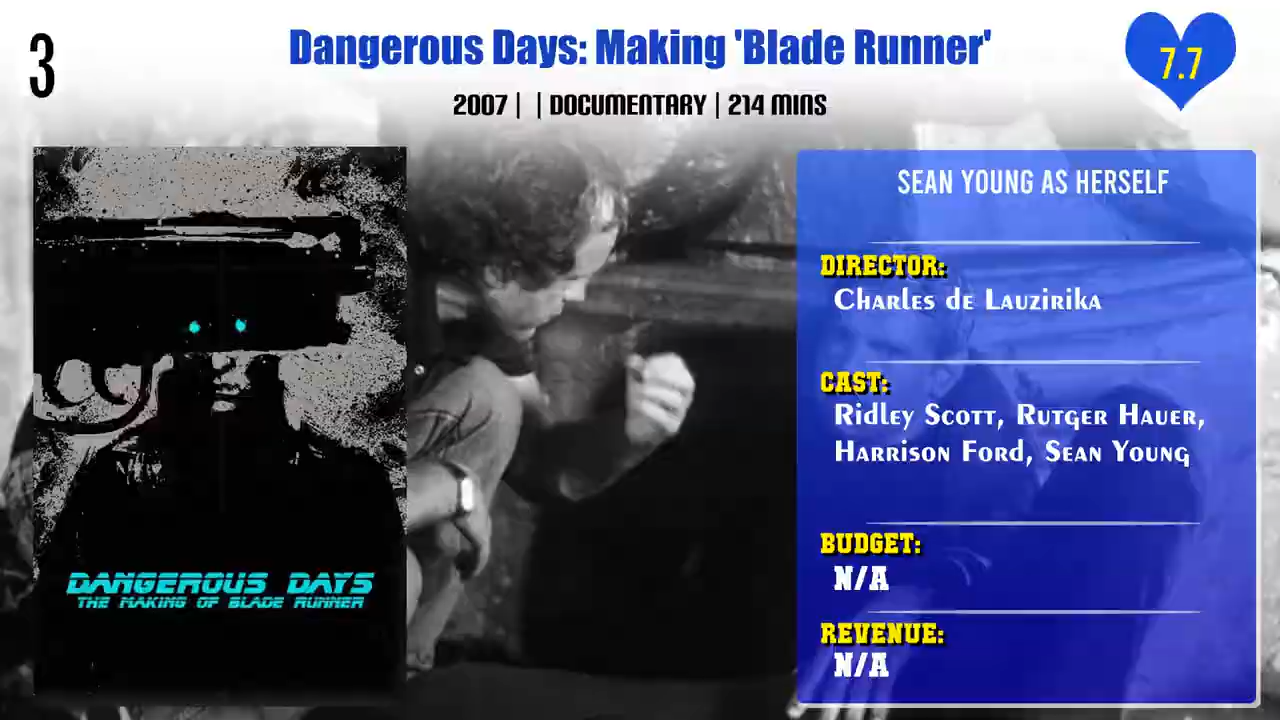 3
Dangerous Days: Making 'Blade Runner'
7.7
2007 | | DOCUMENTARY | 214 MINS
SEAN YOUNG AS HERSELF
DIRECTOR:
Charles de Lauzirika
CAST:
Ridley Scott, Rutger Hauer,
Harrison Ford, Sean Young
BUDGET:
N/A
REVENUE:
N/A
DANGEROUS DAYS
THE MAKING OF BLADE RUNNER